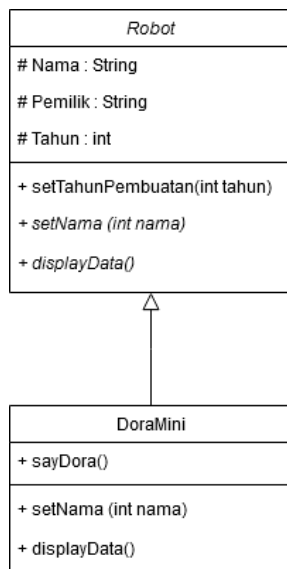 Robot
# Nama : String
# Pemilik : String
# Tahun : int
+ setTahunPembuatan(int tahun)
+ setNama (int nama)
+ displayData()
DoraMini
+ sayDora()
+ setNama (int nama)
+ displayData()